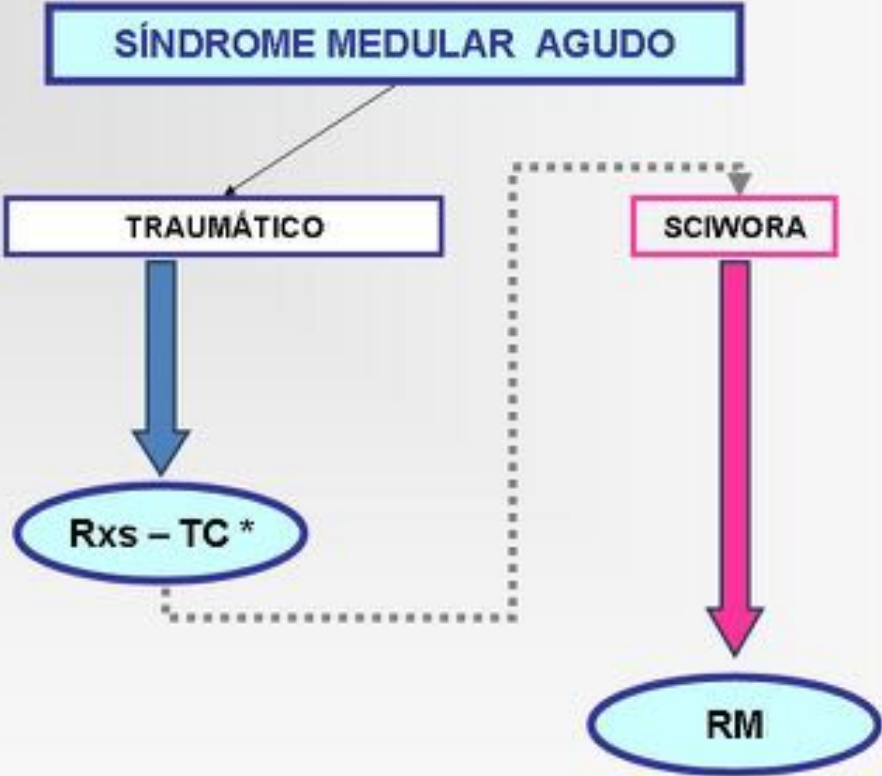 SÍNDROME MEDULAR AGUDO
TRAUMÁTICO
SCIWORA
Rxs – TC *
RM